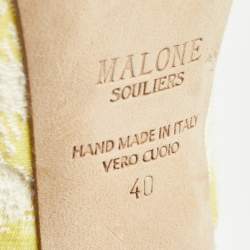 MALONE
SOULIERS
HAND MADE IN ITALY
VERO CUOIO
40